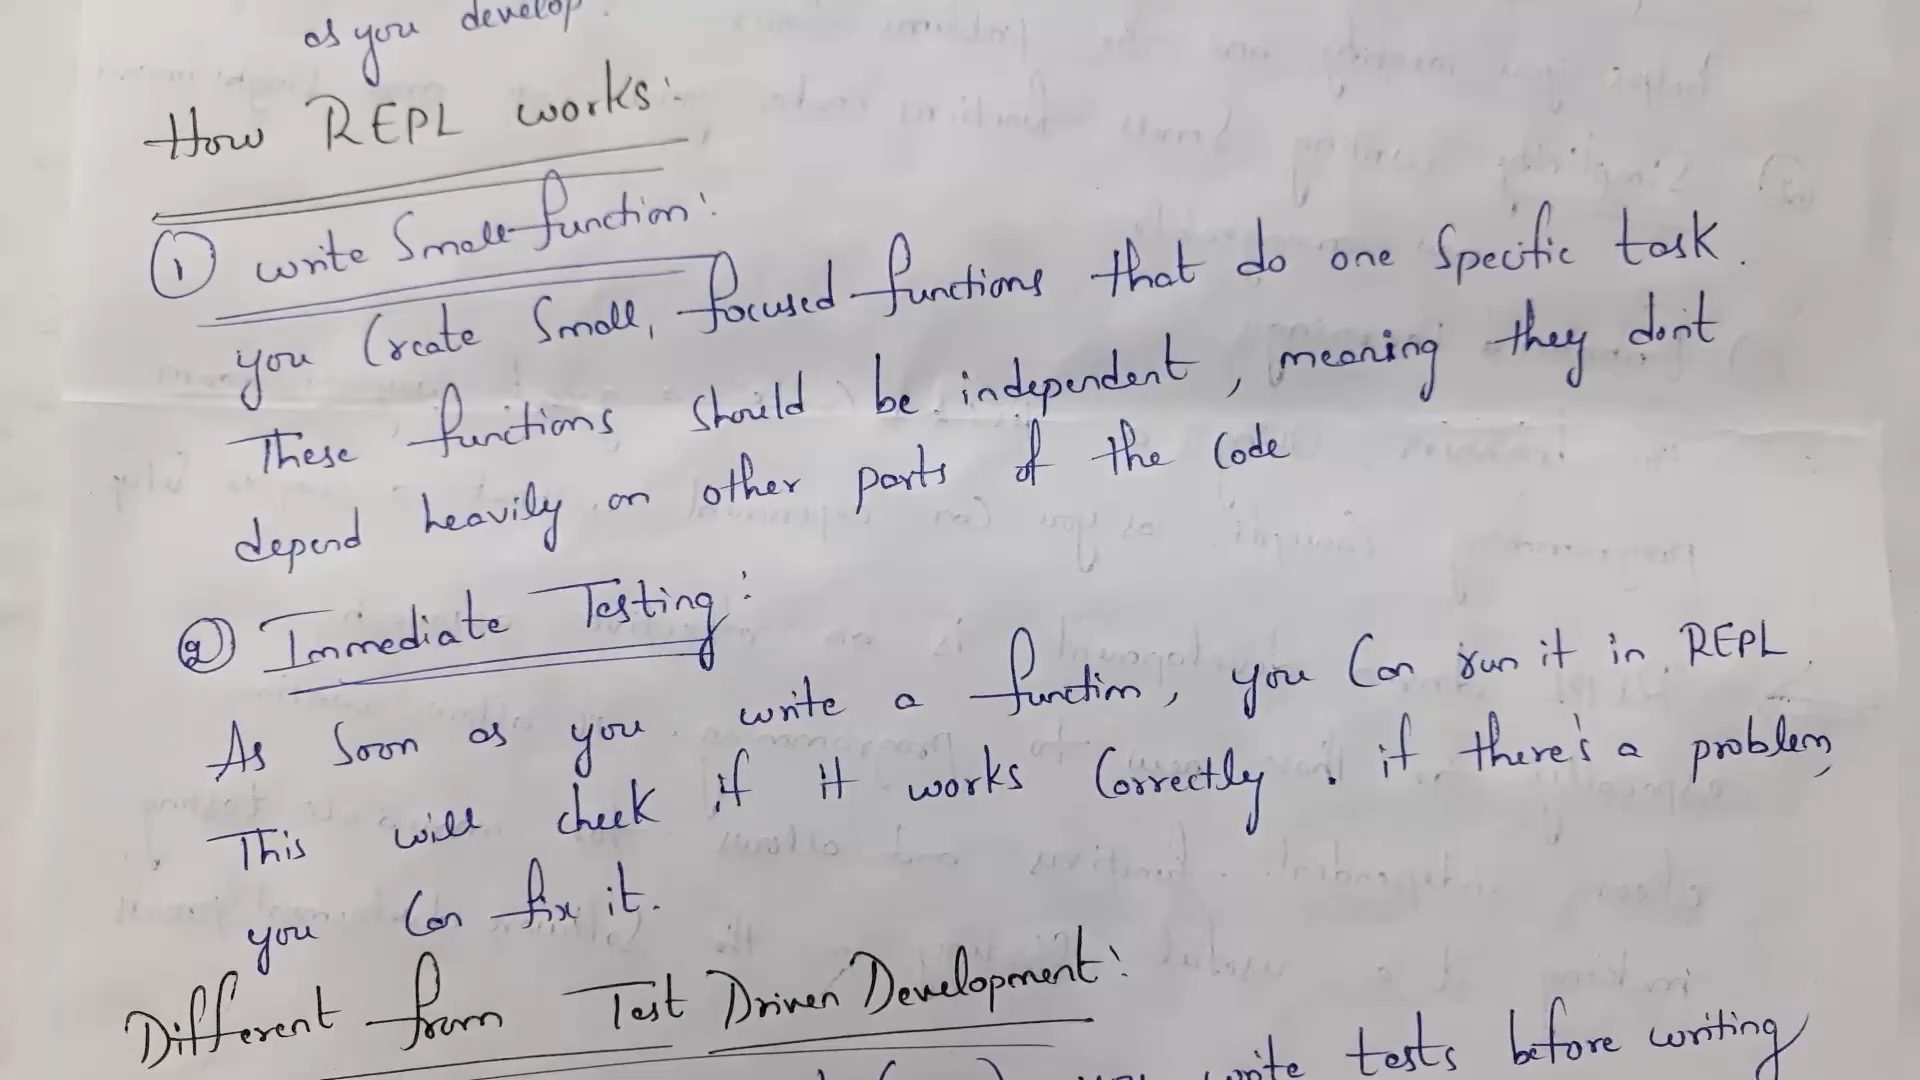 as you develop.
How REPL works:
① write Small function:
you Create Small, focused functions that do one specific task.
These functions should be independent, meaning they don't
depend heavily on other parts of the Code
② Immediate Testing:
As Soon as you write a function, you Can run it in REPL
This will check if it works Correctly. if there's a problem,
you Can fix it.
Different from Test Driven Development:
write tests before writing